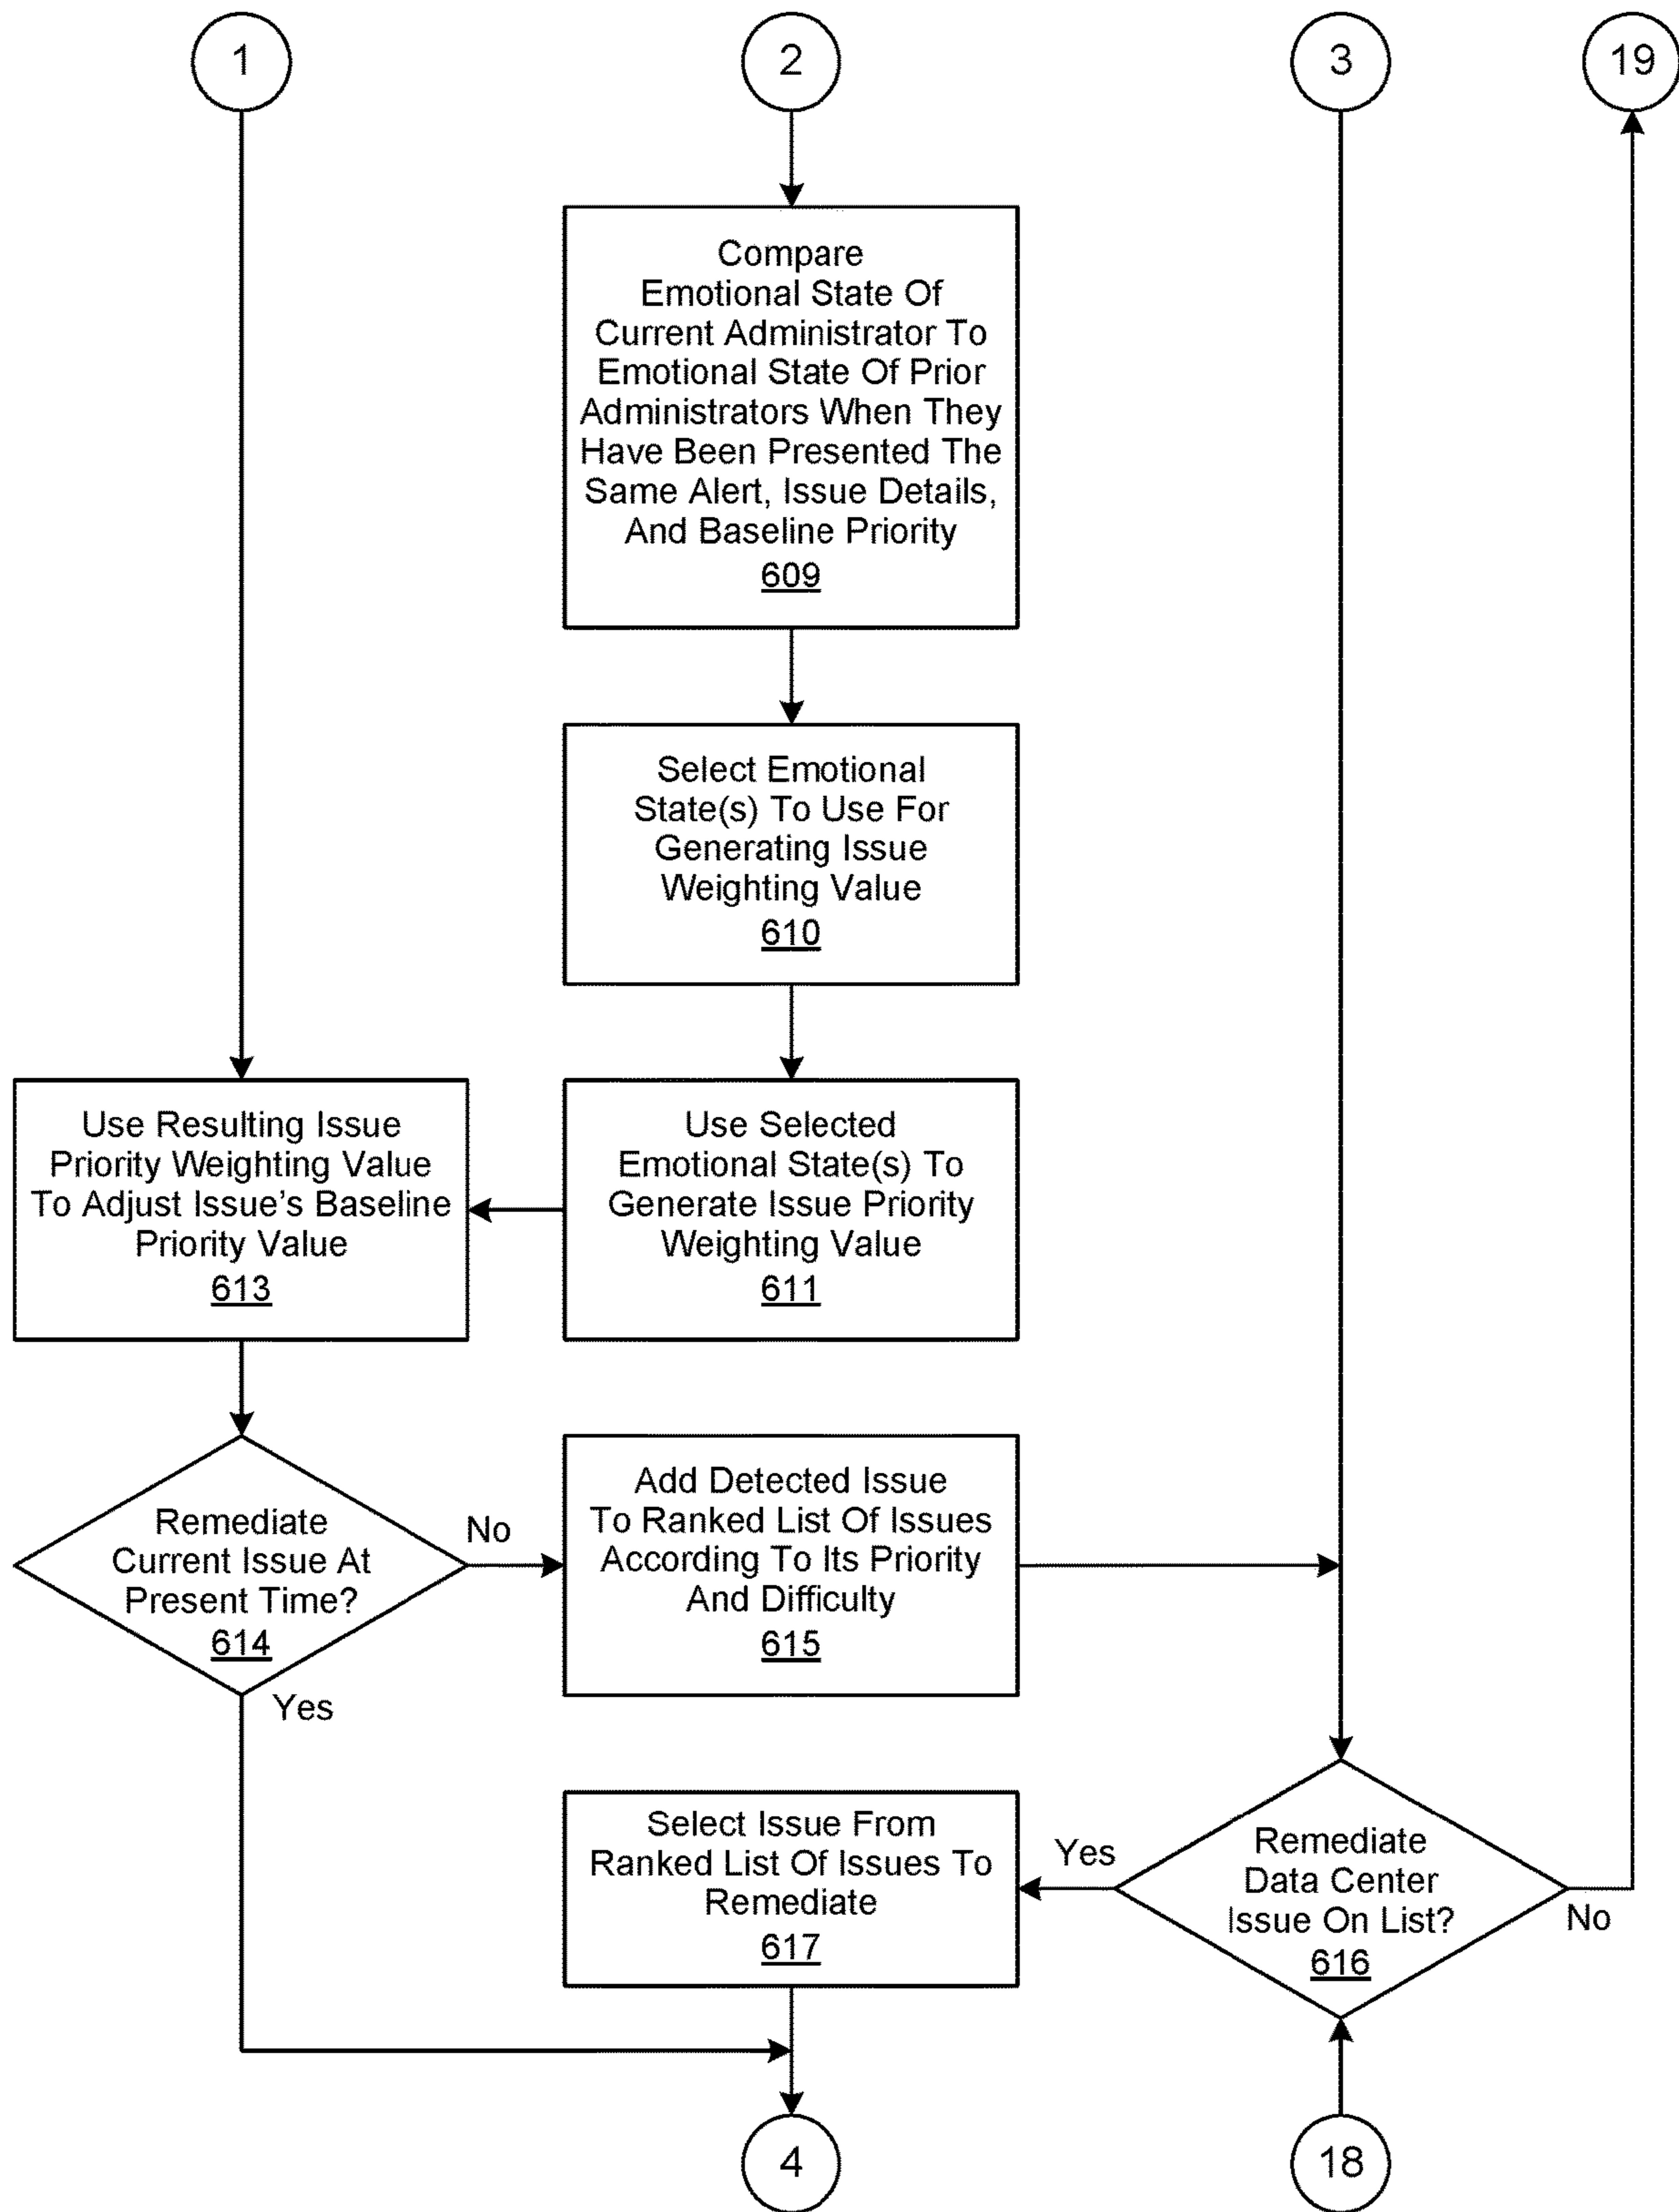 1
2
3
19
Compare
Emotional State Of
Current Administrator To
Emotional State Of Prior
Administrators When They
Have Been Presented The
Same Alert, Issue Details,
And Baseline Priority
609
Select Emotional
State(s) To Use For
Generating Issue
Weighting Value
610
Use Resulting Issue
Priority Weighting Value
To Adjust Issue's Baseline
Priority Value
613
Use Selected
Emotional State(s) To
Generate Issue Priority
Weighting Value
611
Remediate
Current Issue At
Present Time?
614
No
Yes
Add Detected Issue
To Ranked List Of Issues
According To Its Priority
And Difficulty
615
Select Issue From
Ranked List Of Issues To
Remediate
617
Yes
Remediate
Data Center
Issue On List?
616
No
4
18